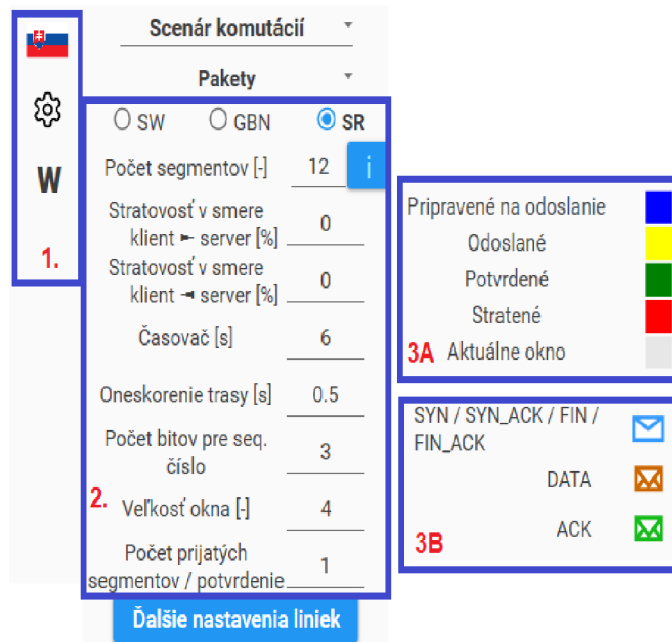 Scenár komutácií
Pakety
W
1.
SW GBN SR
Počet segmentov [-] 12 i
Stratovosť v smere
klient ► server [%] 0
Stratovosť v smere
klient ◄ server [%] 0
Časovač [s] 6
Oneskorenie trasy [s] 0.5
Počet bitov pre seq.
číslo 3
2. Veľkosť okna [-] 4
Počet prijatých
segmentov / potvrdenie 1
Ďalšie nastavenia liniek
Pripravené na odoslanie
Odoslané
Potvrdené
Stratené
3A Aktuálne okno
SYN / SYN_ACK / FIN /
FIN_ACK
DATA
ACK
3B